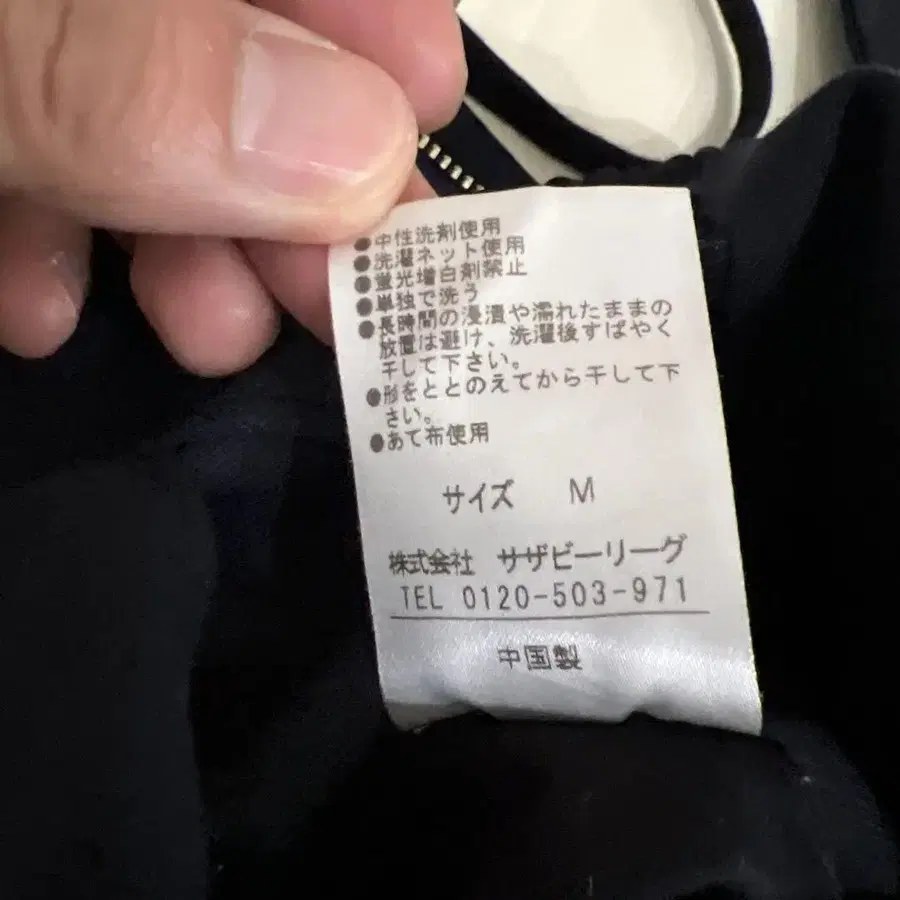 ●中性洗剤使用
●洗濯ネット使用
●蛍光増白剤禁止
●単独で洗う
●長時間の浸漬や濡れたままの
放置は避け、洗濯後すばやく
干して下さい。
●形をととのえてから干して下
さい。
●あて布使用
サイズ M
株式会社 サザビーリーグ
TEL 0120-503-971
中国製